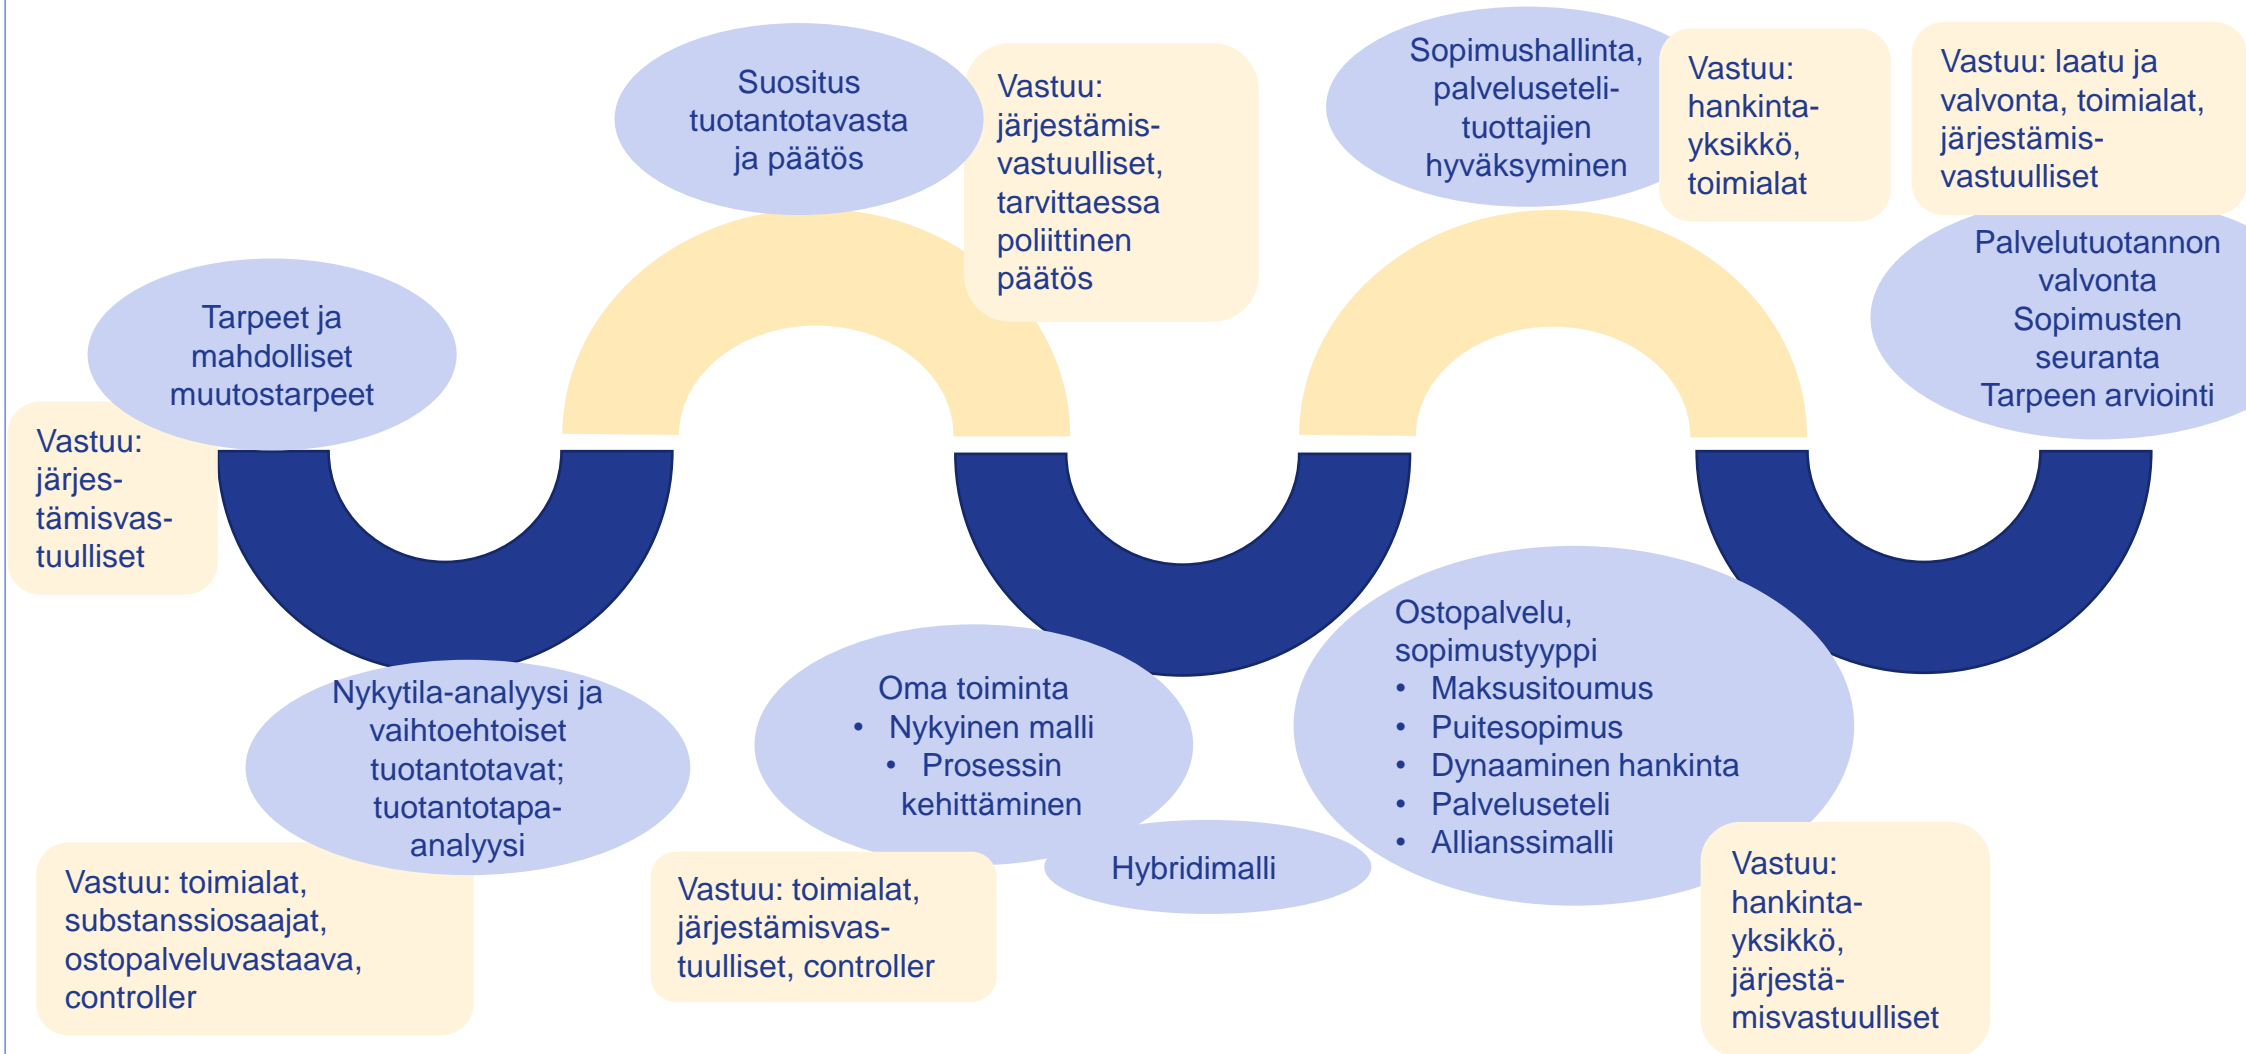 Tarpeet ja
mahdolliset
muutostarpeet
Vastuu:
järjes-
tämisvas-
tuulliset
Nykytila-analyysi ja
vaihtoehtoiset
tuotantotavat;
tuotantotapa-
analyysi
Vastuu: toimialat,
substanssiosaajat,
ostopalveluvastaava,
controller
Suositus
tuotantotavasta
ja päätös
Vastuu:
järjestämis-
vastuulliset,
tarvittaessa
poliittinen
päätös
Oma toiminta
• Nykyinen malli
• Prosessin
kehittäminen
Vastuu: toimialat,
järjestämisvas-
tuulliset, controller
Hybridimalli
Ostopalvelu,
sopimustyyppi
• Maksusitoumus
• Puitesopimus
• Dynaaminen hankinta
• Palveluseteli
• Allianssimalli
Vastuu:
hankinta-
yksikkö,
järjestä-
misvastuulliset
Sopimushallinta,
palveluseteli-
tuottajien
hyväksyminen
Vastuu:
hankinta-
yksikkö,
toimialat
Vastuu: laatu ja
valvonta, toimialat,
järjestämis-
vastuulliset
Palvelutuotannon
valvonta
Sopimusten
seuranta
Tarpeen arviointi